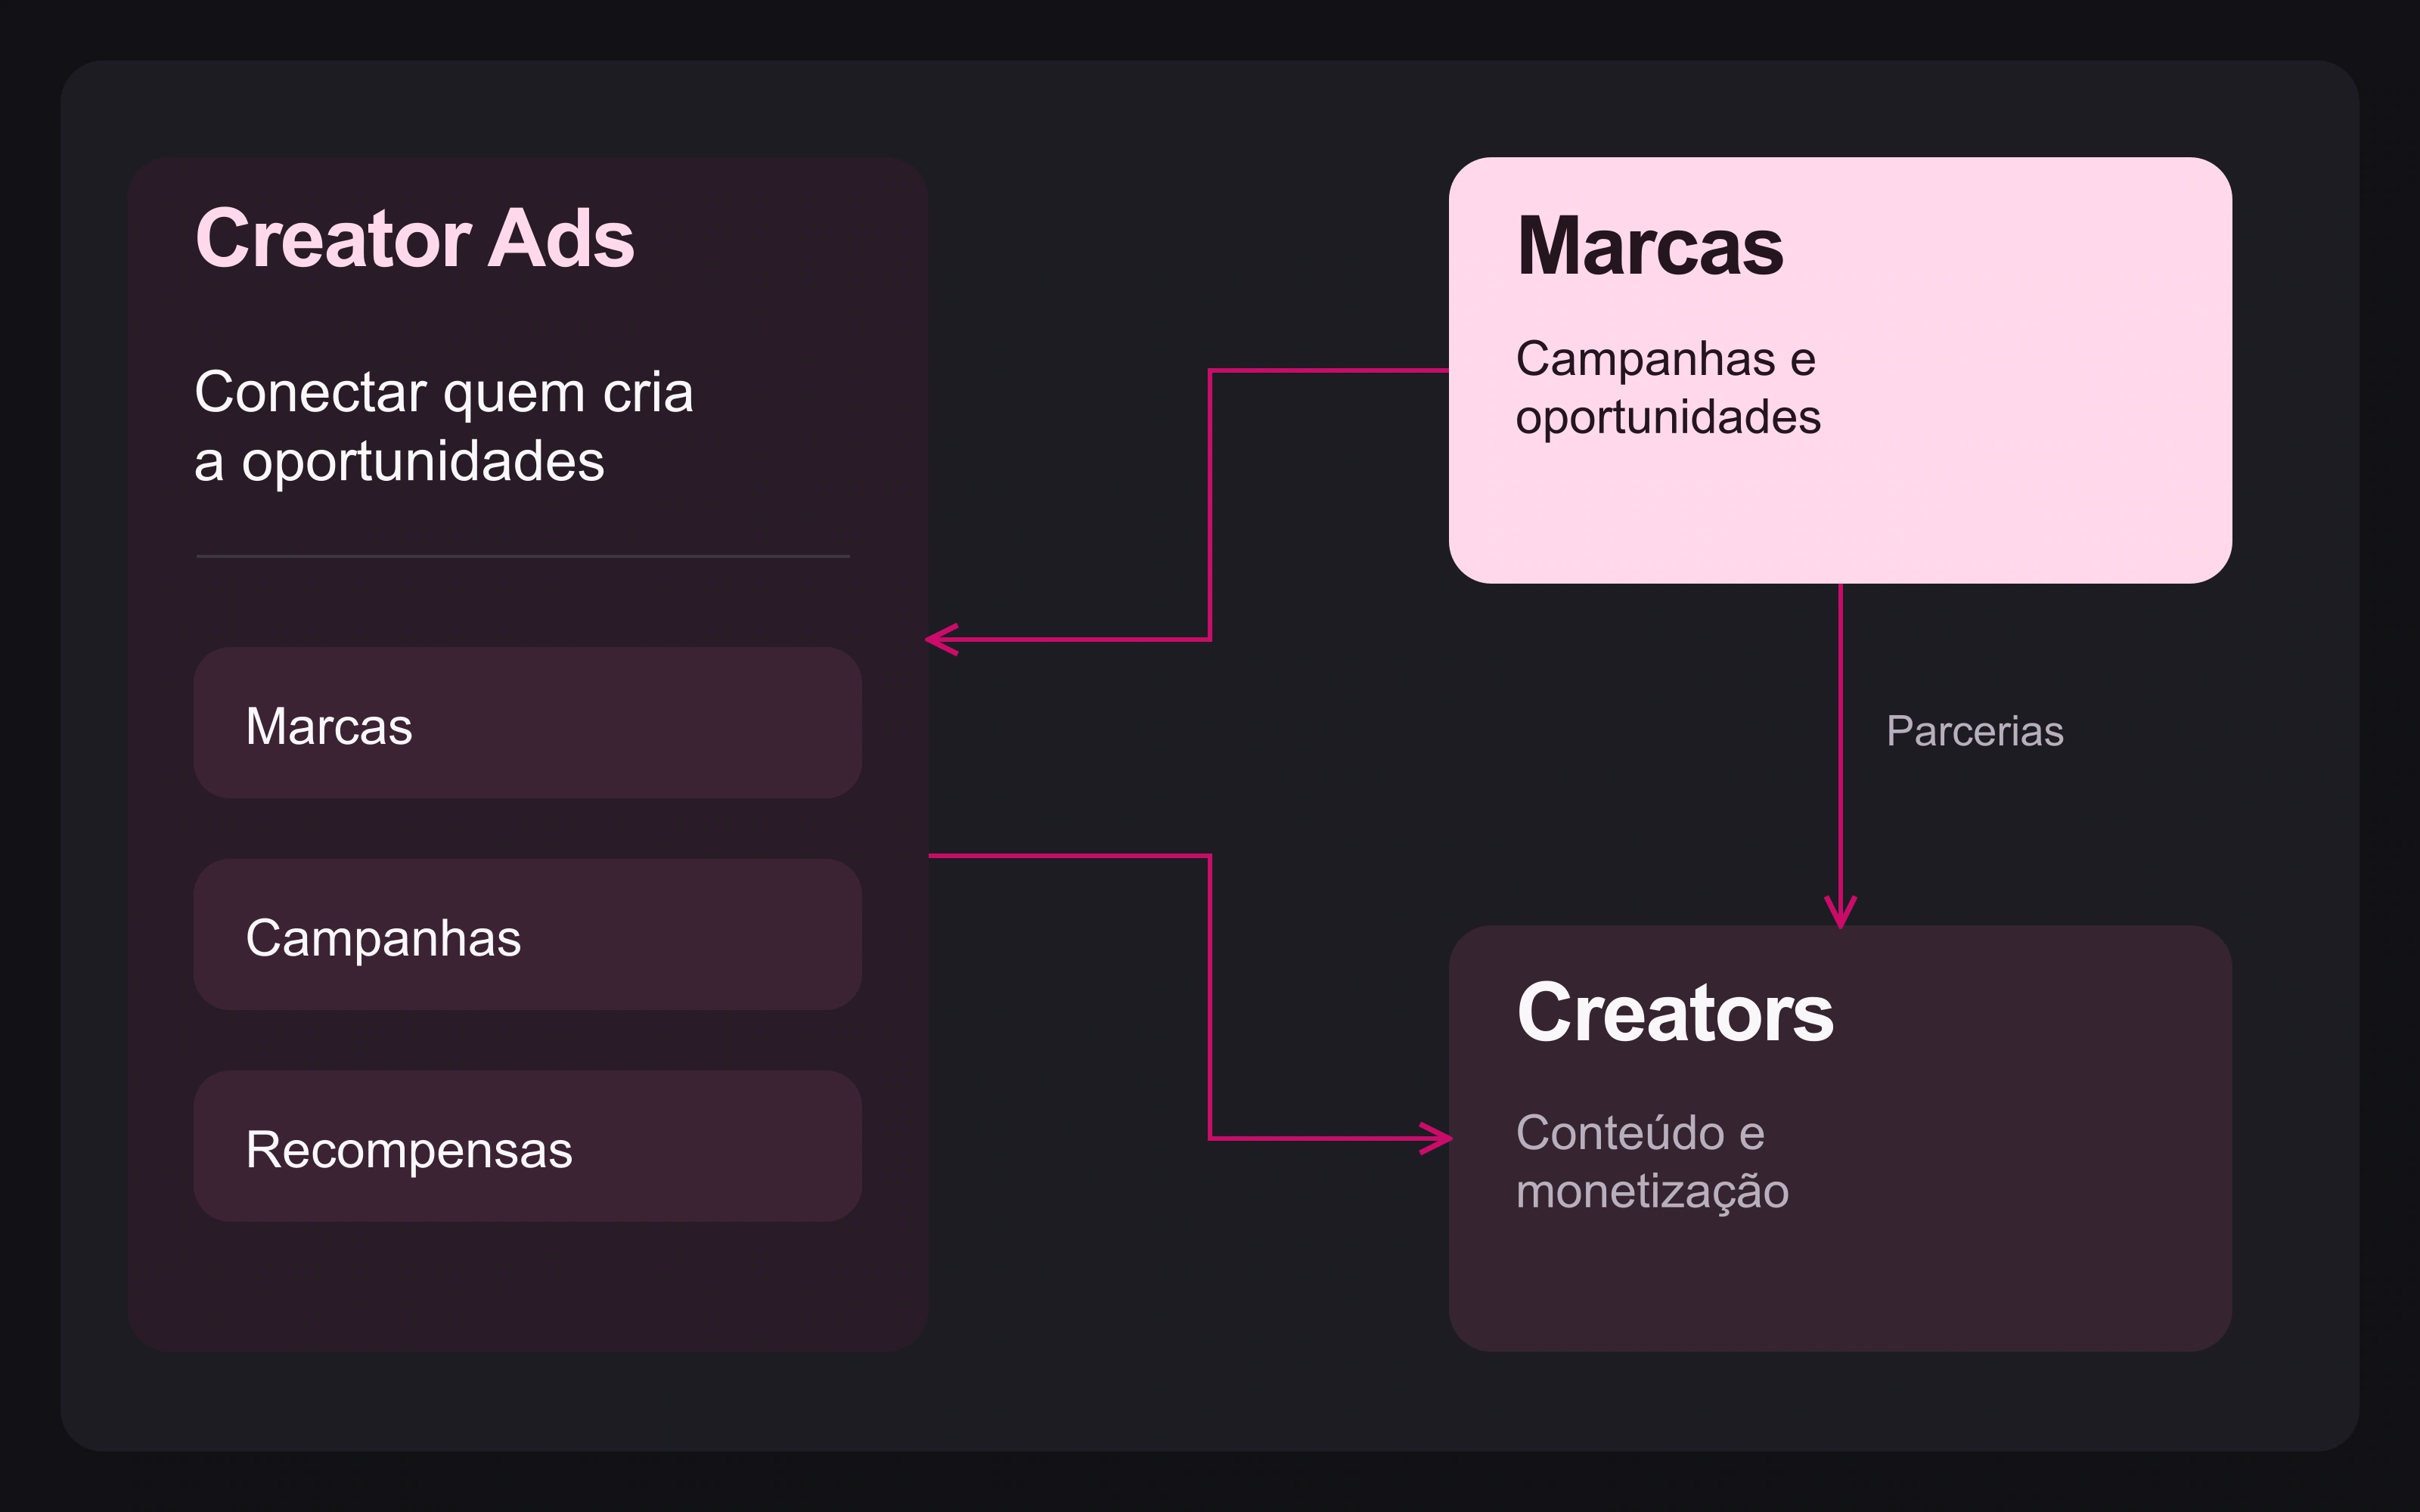 Creator Ads
Conectar quem cria
a oportunidades
Marcas
Campanhas
Recompensas
Marcas
Campanhas e
oportunidades
Parcerias
Creators
Conteúdo e
monetização